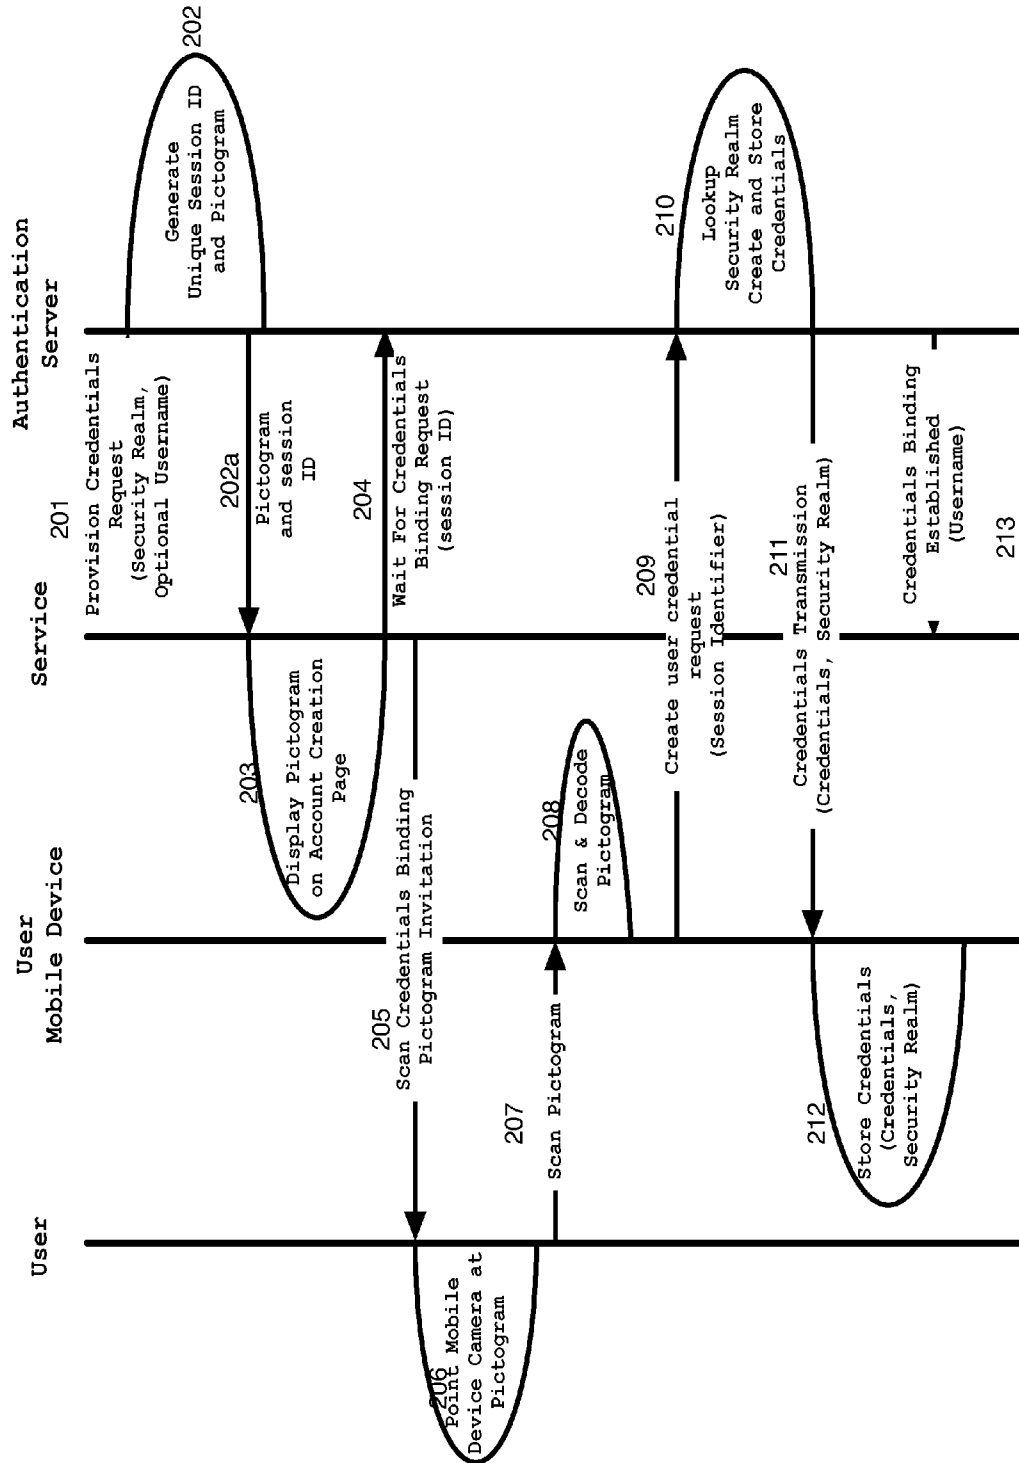 User
User
Mobile Device
Service
Authentication
Server
201
Provision Credentials
Request
(Security Realm,
Optional Username)
202
Generate
Unique Session ID
and Pictogram
202a
Pictogram
and session
ID
203
Display Pictogram
on Account Creation
Page
204
Wait For Credentials
Binding Request
(session ID)
205
Scan Credentials Binding
Pictogram Invitation
206
Point Mobile
Device Camera at
Pictogram
207
Scan Pictogram
208
Scan & Decode
Pictogram
209
Create user credential
request
(Session Identifier)
210
Lookup
Security Realm
Create and Store
Credentials
211
Credentials Transmission
(Credentials, Security Realm)
212
Store Credentials
(Credentials,
Security Realm)
Credentials Binding
Established
(Username)
213